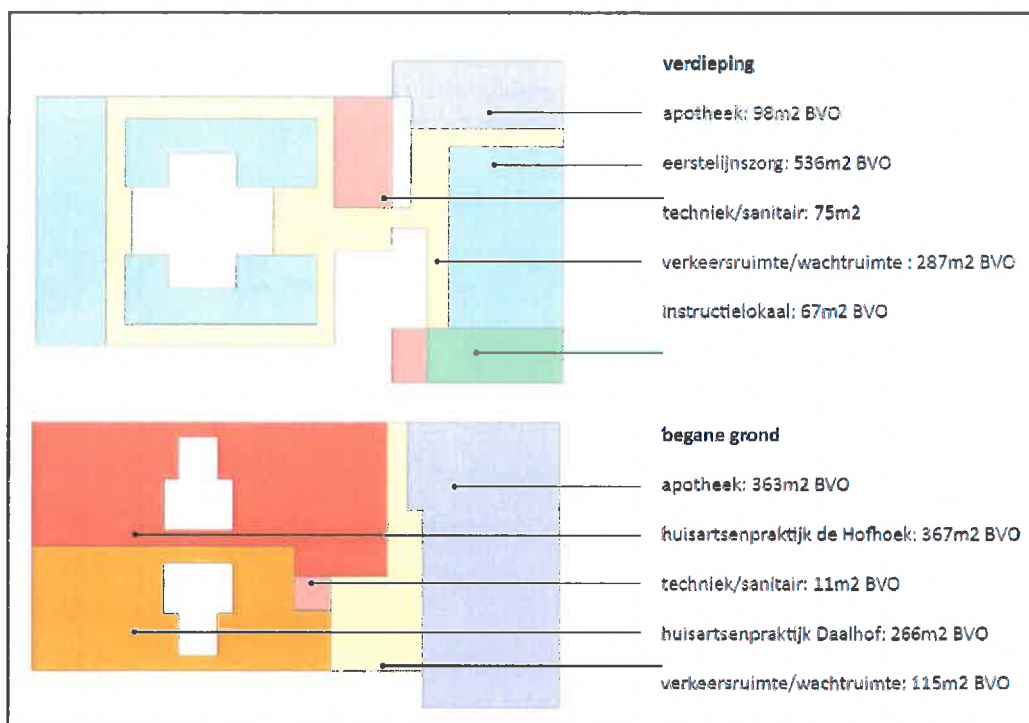 verdieping
apotheek: 98m2 BVO
eerstelijnszorg: 536m2 BVO
techniek/sanitair: 75m2
verkeersruimte/wachtruimte : 287m2 BVO
instructielokaal: 67m2 BVO
begane grond
apotheek: 363m2 BVO
huisartsenpraktijk de Hofhoek: 367m2 BVO
techniek/sanitair: 11m2 BVO
huisartsenpraktijk Daalhof: 266m2 BVO
verkeersruimte/wachtruimte: 115m2 BVO